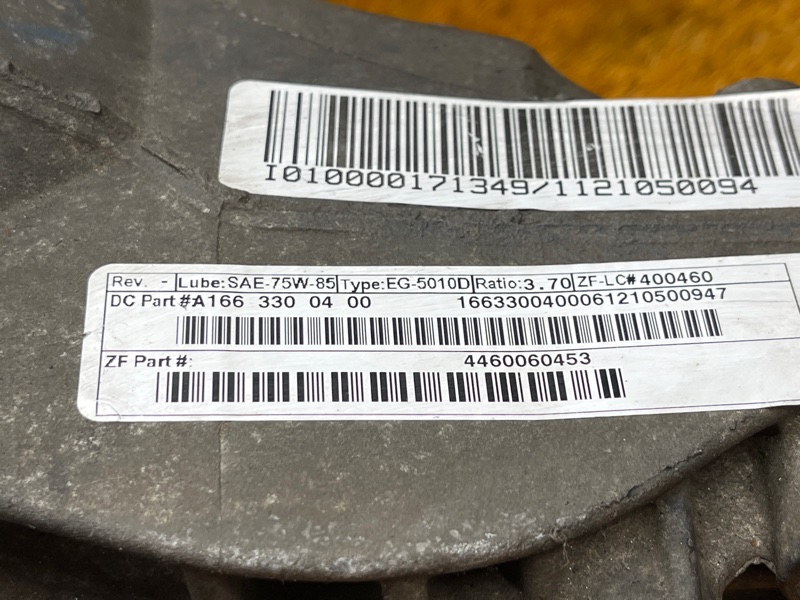 I010000171349/1121050094
Rev. - Lube:SAE-75W-85 Type:EG-5010D Ratio:3.70 ZF-LC#400460
DC Part #:A166 330 04 00 1663300400061210500947
ZF Part #: 4460060453